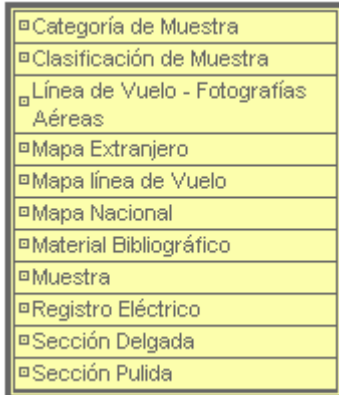 Categoría de Muestra
Clasificación de Muestra
Línea de Vuelo - Fotografías
Aéreas
Mapa Extranjero
Mapa línea de Vuelo
Mapa Nacional
Material Bibliográfico
Muestra
Registro Eléctrico
Sección Delgada
Sección Pulida